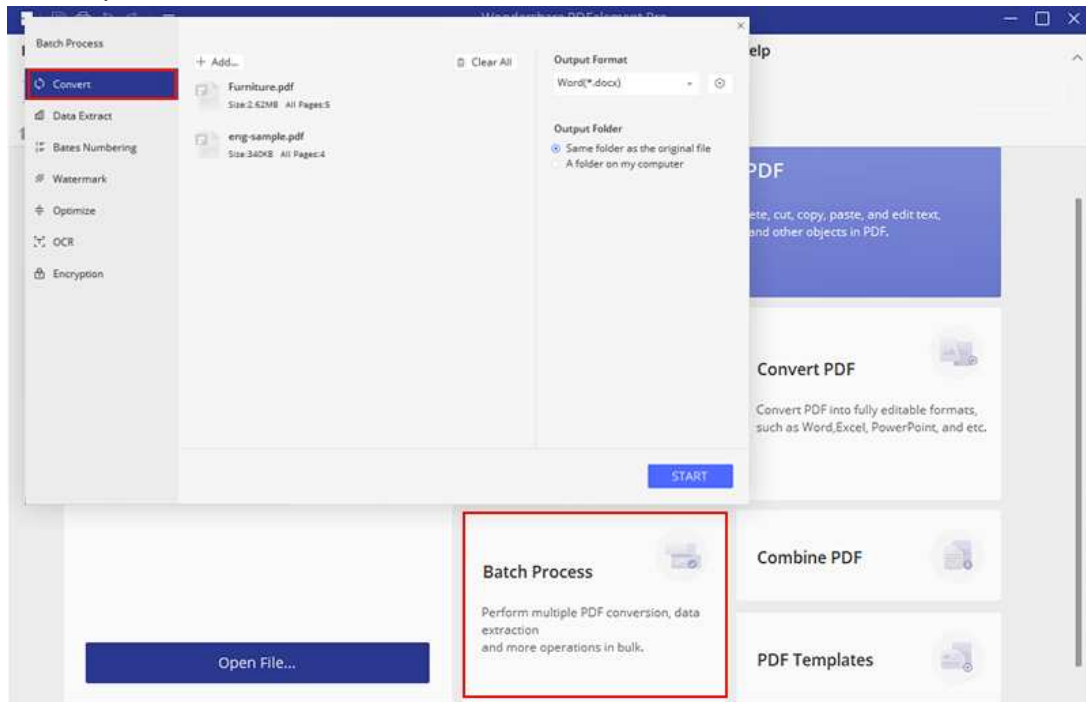 Wondershare PDFelement Pro
Batch Process
Convert
Data Extract
Bates Numbering
Watermark
Optimize
OCR
Encryption
+ Add...
Clear All
Furniture.pdf
Size:2.62MB All Pages:5
eng-sample.pdf
Size:340KB All Pages:4
Output Format
Word(*.docx)
Output Folder
Same folder as the original file
A folder on my computer
START
elp
PDF
ete, cut, copy, paste, and edit text,
and other objects in PDF.
Convert PDF
Convert PDF into fully editable formats,
such as Word,Excel, PowerPoint, and etc.
Batch Process
Perform multiple PDF conversion, data
extraction
and more operations in bulk.
Combine PDF
Open File...
PDF Templates